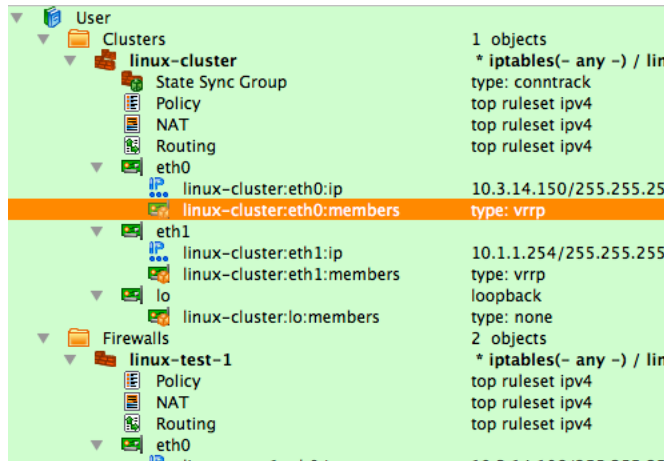 User
Clusters 1 objects
linux-cluster * iptables(- any -) / lin
State Sync Group type: conntrack
Policy top ruleset ipv4
NAT top ruleset ipv4
Routing top ruleset ipv4
eth0
IP linux-cluster:eth0:ip 10.3.14.150/255.255.25
linux-cluster:eth0:members type: vrrp
eth1
IP linux-cluster:eth1:ip 10.1.1.254/255.255.255
linux-cluster:eth1:members type: vrrp
lo loopback
linux-cluster:lo:members type: none
Firewalls 2 objects
linux-test-1 * iptables(- any -) / lin
Policy top ruleset ipv4
NAT top ruleset ipv4
Routing top ruleset ipv4
eth0